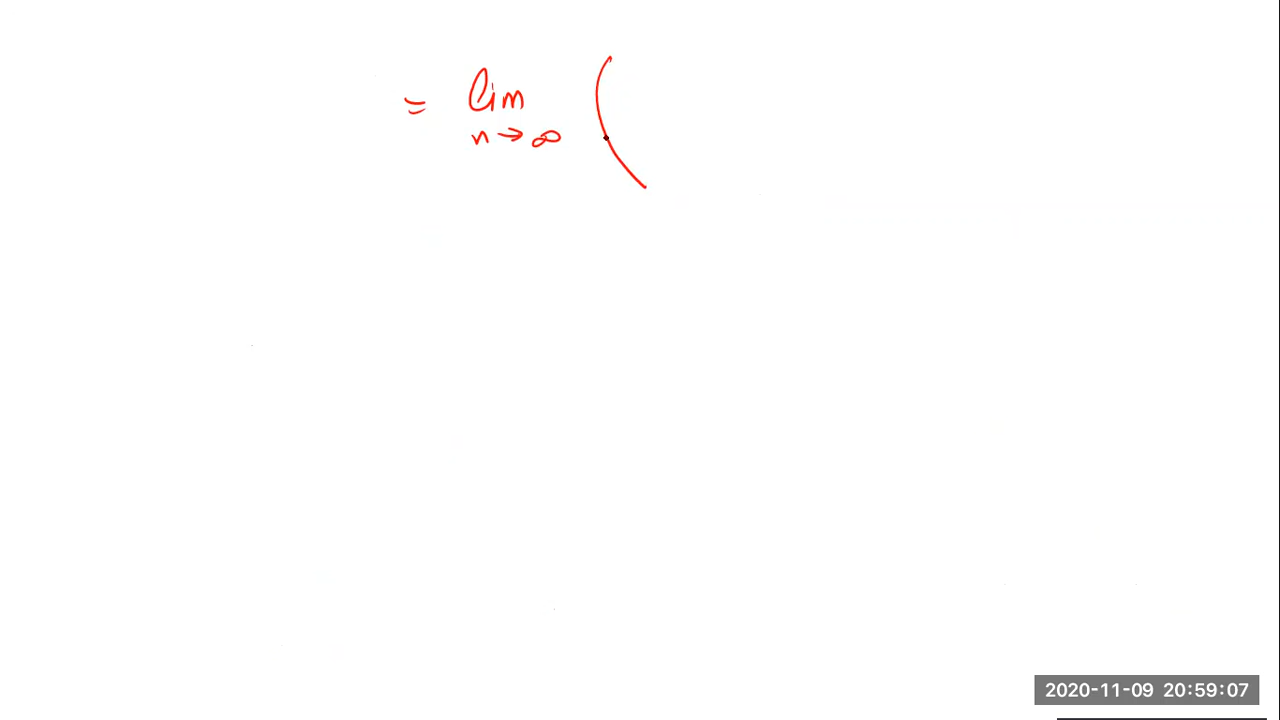 = lim (
n → ∞
2020-11-09 20:59:07